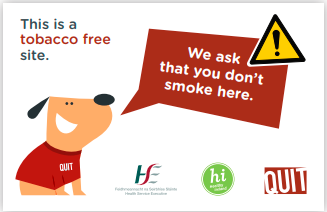 This is a
tobacco free
site.
We ask
that you don't
smoke here.
QUIT
Feidhmeannacht na Seirbhíse Sláinte
Health Service Executive
hi
QUIT